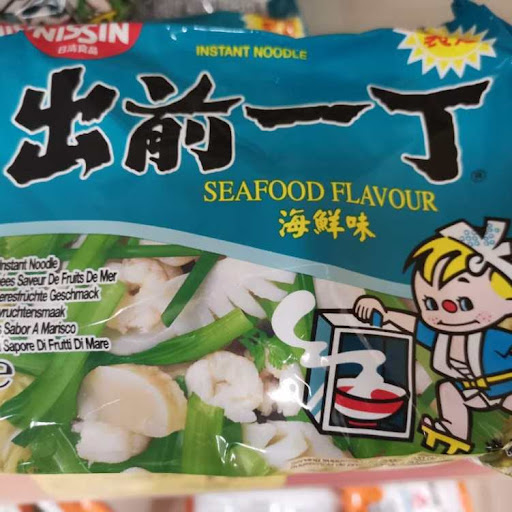 NISSIN
日清食品
INSTANT NOODLE
出前一丁
SEAFOOD FLAVOUR
海鮮味
Instant Noodle
ées Saveur De Fruits De Mer
eresfrüchte Geschmack
vruchtensmaak
Sabor A Marisco
Sapore Di Frutti Di Mare